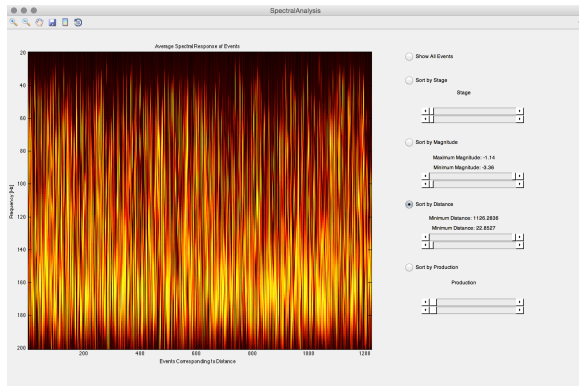 SpectralAnalysis
Average Spectral Response of Events
20
40
60
80
100
120
140
160
180
200
Frequency [Hz]
200
400
600
800
1000
1200
Events Corresponding to Distance
Show All Events
Sort by Stage
Stage
Sort by Magnitude
Maximum Magnitude: -1.14
Minimum Magnitude: -3.36
Sort by Distance
Minimum Distance: 1126.2836
Minimum Distance: 22.6527
Sort by Production
Production